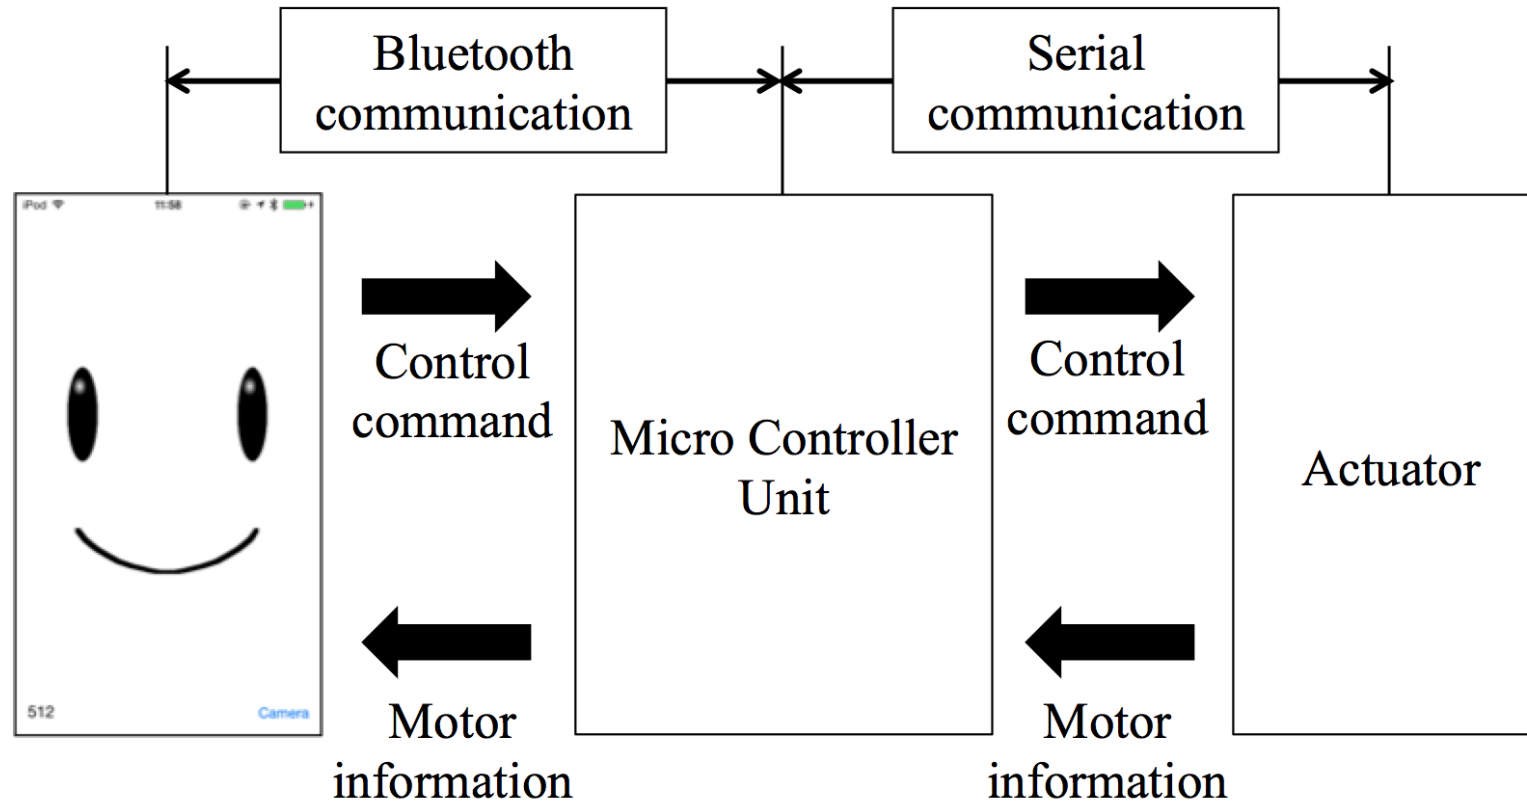 Bluetooth
communication
Serial
communication
iPod
11:58
Control
command
Control
command
Micro Controller
Unit
Actuator
512
Camera
Motor
information
Motor
information